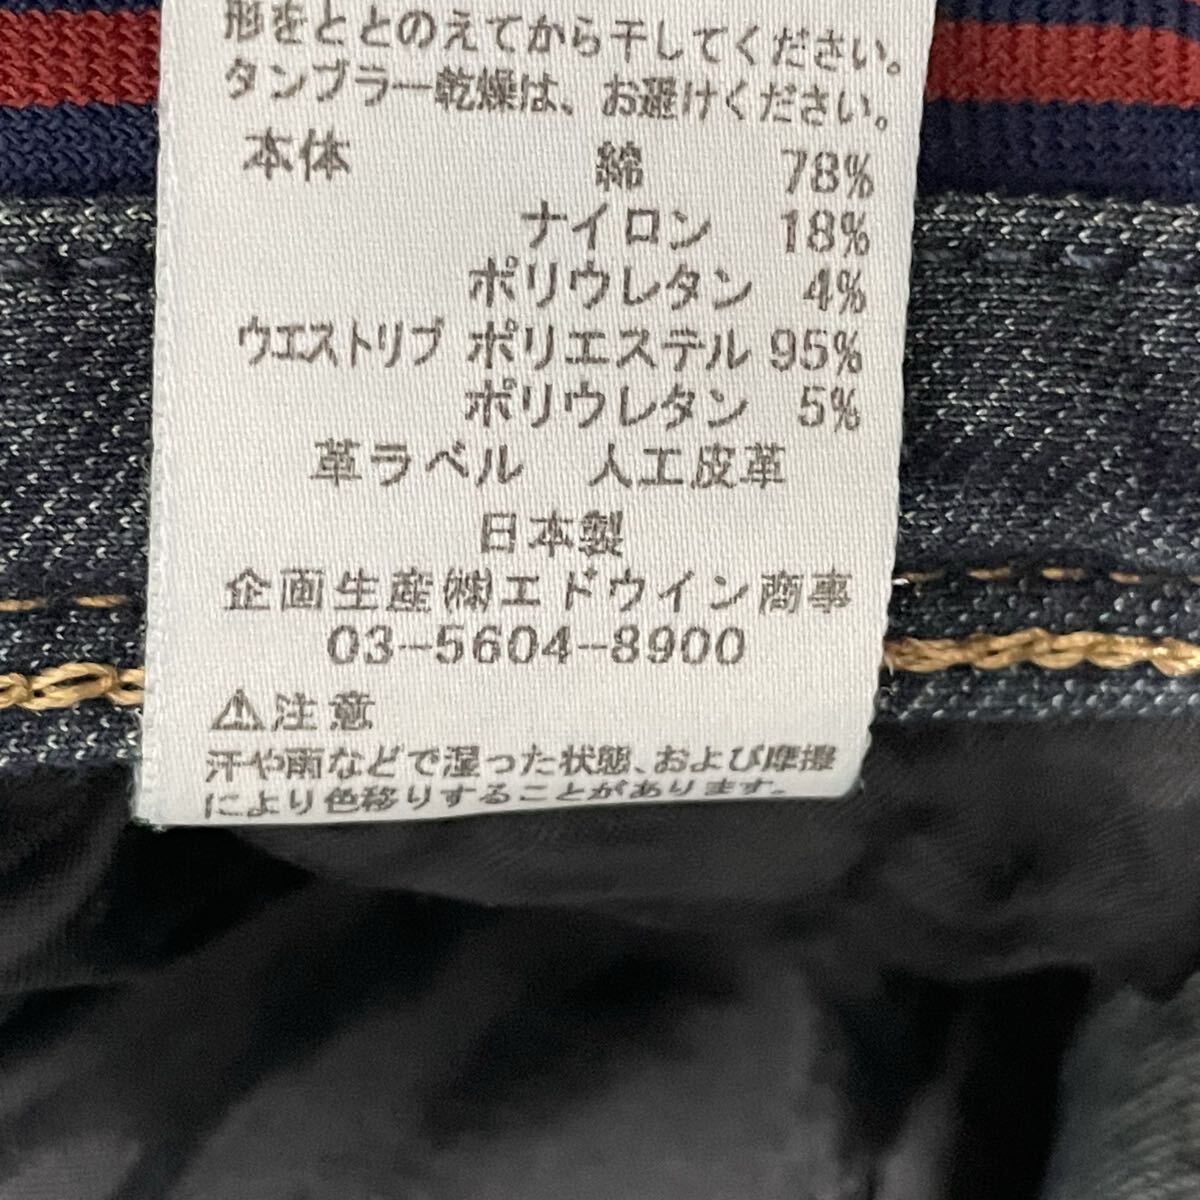 形をととのえてから干してください。
タンブラー乾燥は、お避けください。
本体 綿 78%
ナイロン 18%
ポリウレタン 4%
ウエストリブ ポリエステル 95%
ポリウレタン 5%
革ラベル 人工皮革
日本製
企画生産㈱エドウイン商事
03-5604-8900
⚠注意
汗や雨などで湿った状態、および摩擦
により色移りすることがあります。